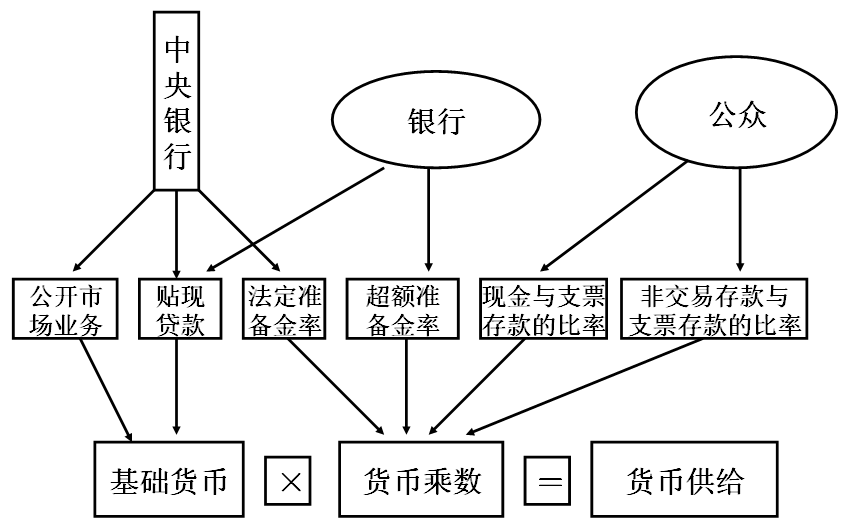 中央银行
银行
公众
公开市
场业务
贴现
贷款
法定准
备金率
超额准
备金率
现金与支票
存款的比率
非交易存款与
支票存款的比率
基础货币
×
货币乘数
=
货币供给